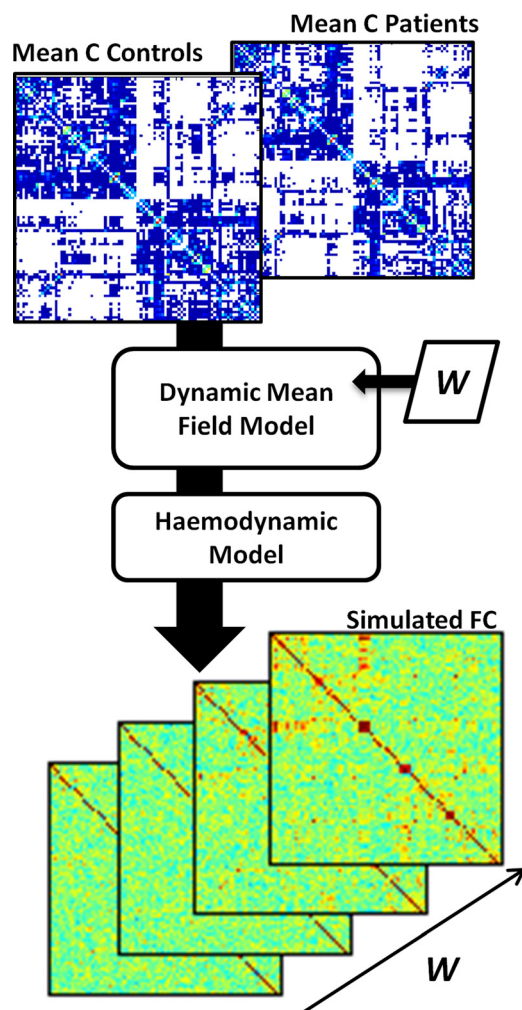 Mean C Patients
Mean C Controls
Dynamic Mean
Field Model
W
Haemodynamic
Model
Simulated FC
W